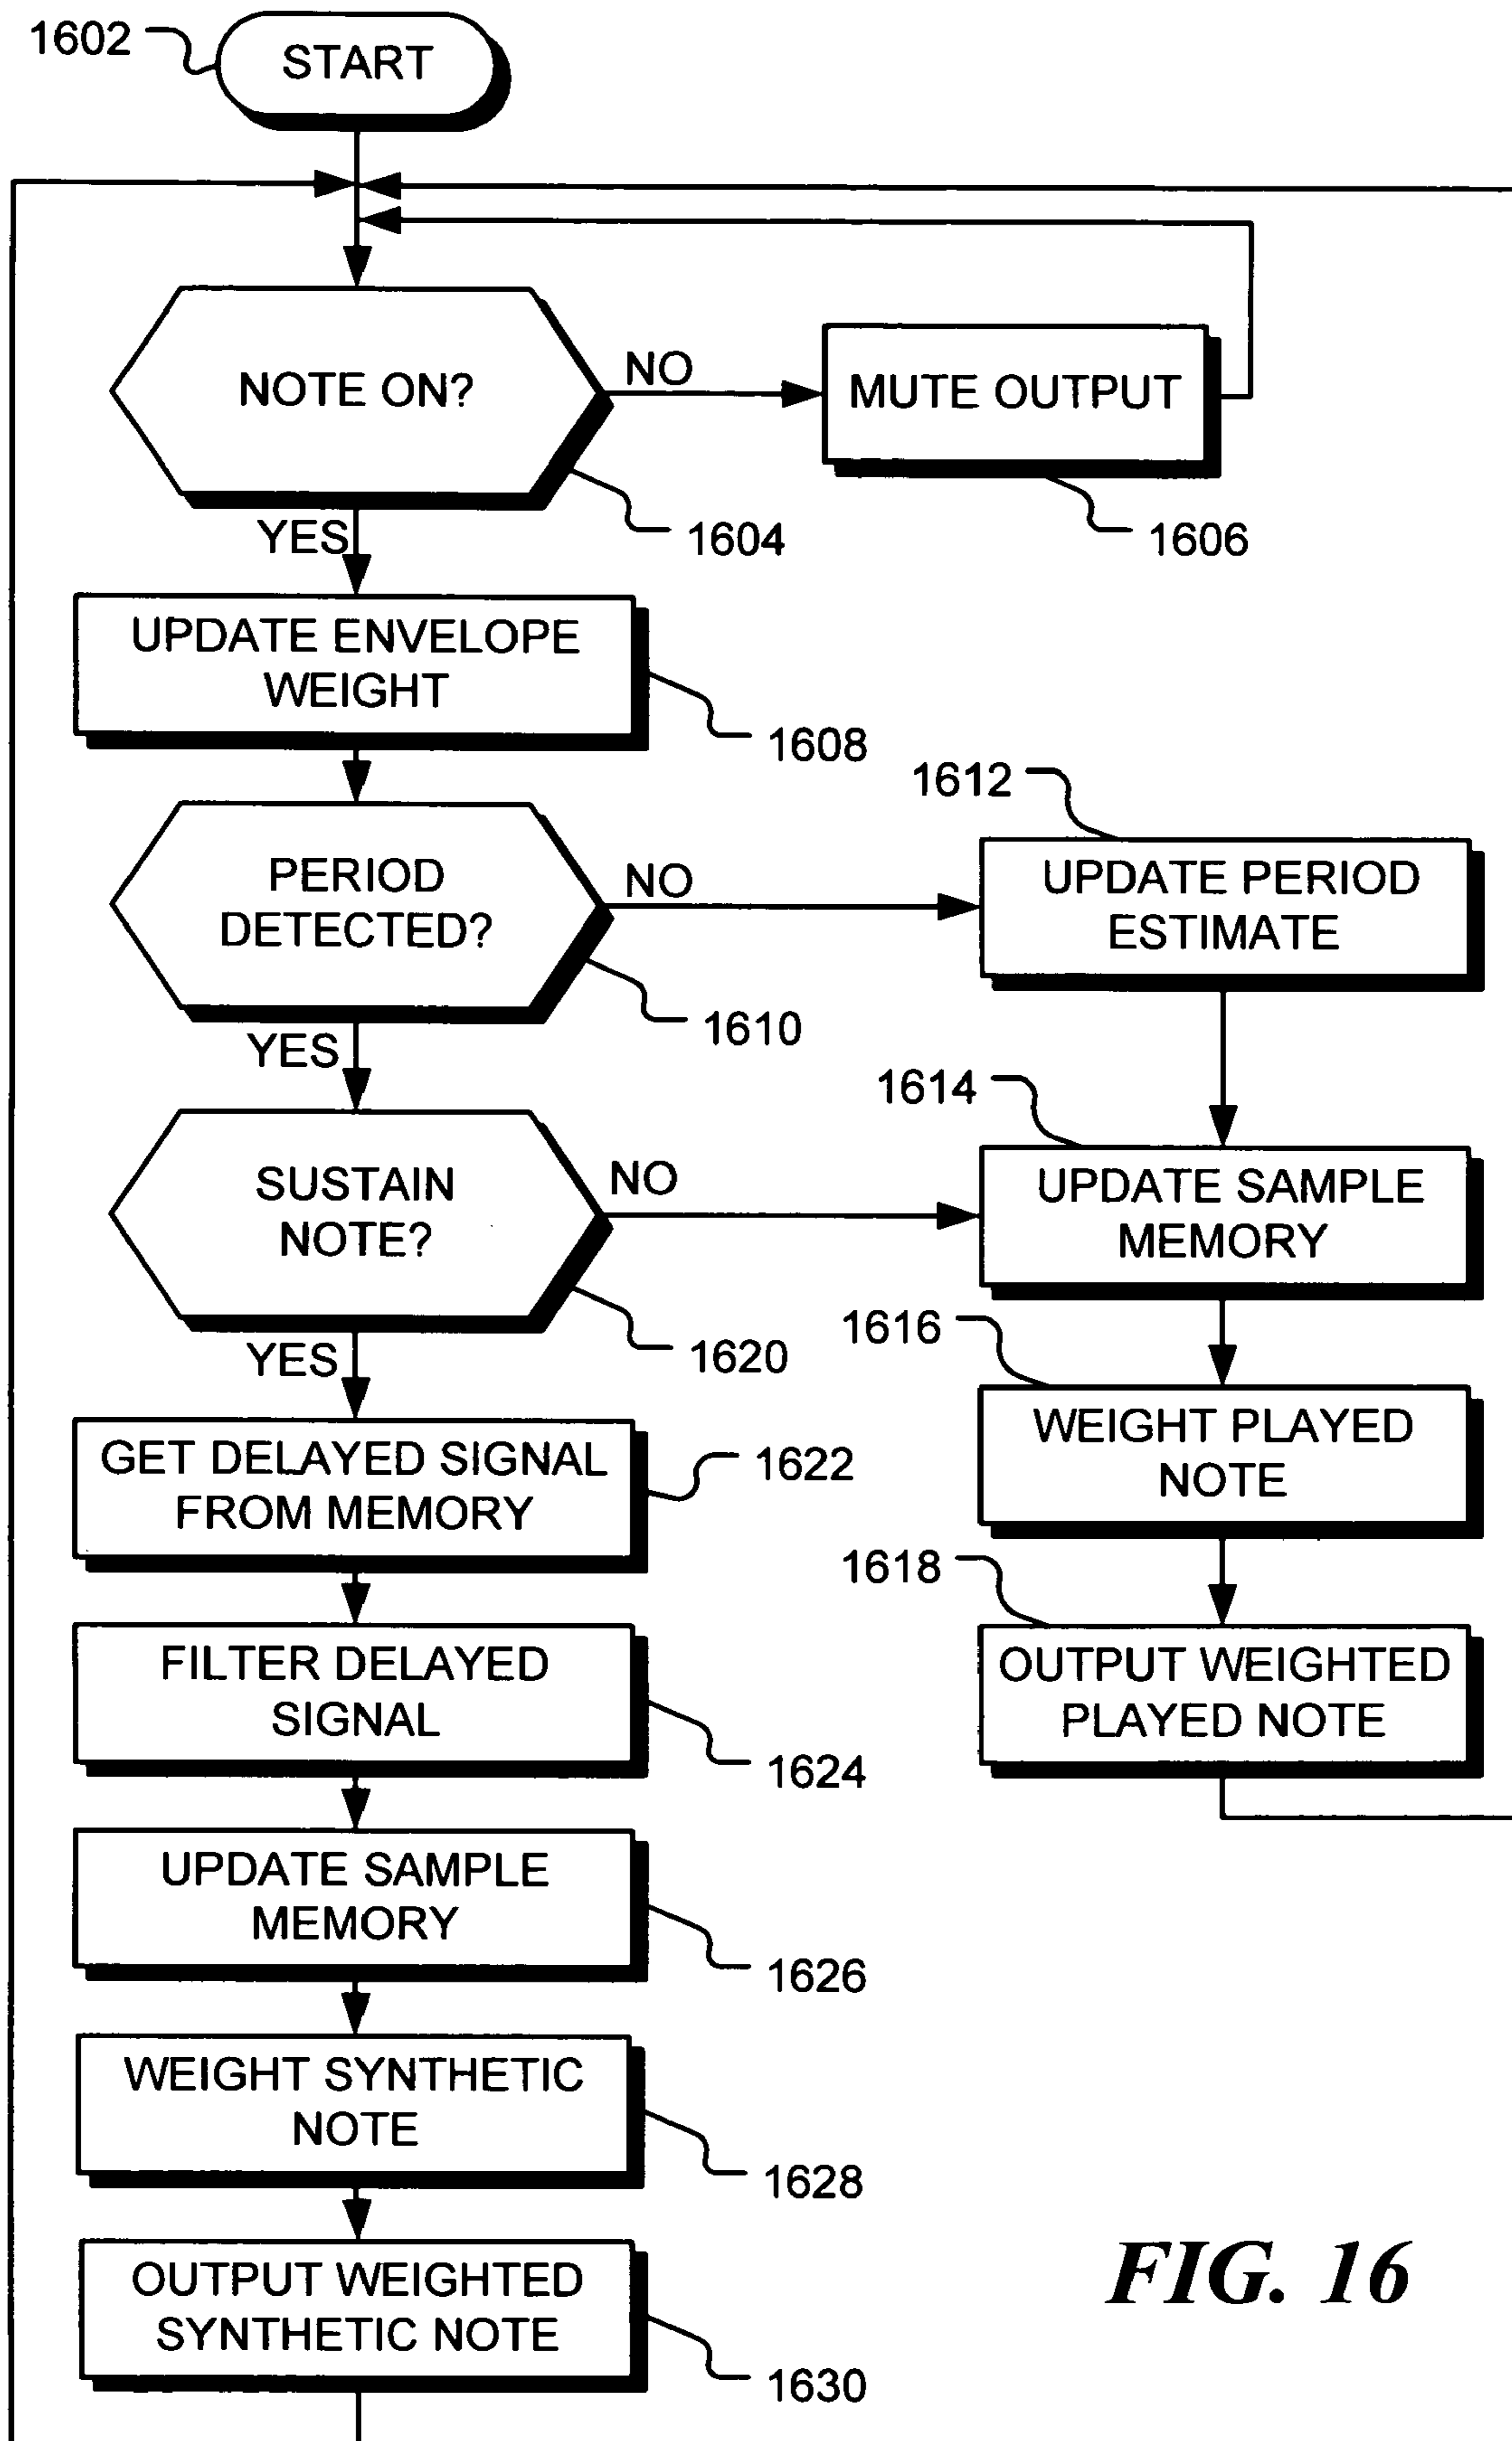 1602
START
NOTE ON?
NO
MUTE OUTPUT
1604
1606
YES
UPDATE ENVELOPE
WEIGHT
1608
PERIOD
DETECTED?
NO
1610
1612
UPDATE PERIOD
ESTIMATE
YES
SUSTAIN
NOTE?
NO
1620
1614
UPDATE SAMPLE
MEMORY
1616
WEIGHT PLAYED
NOTE
1618
OUTPUT WEIGHTED
PLAYED NOTE
YES
GET DELAYED SIGNAL
FROM MEMORY
1622
FILTER DELAYED
SIGNAL
1624
UPDATE SAMPLE
MEMORY
1626
WEIGHT SYNTHETIC
NOTE
1628
OUTPUT WEIGHTED
SYNTHETIC NOTE
1630
FIG. 16